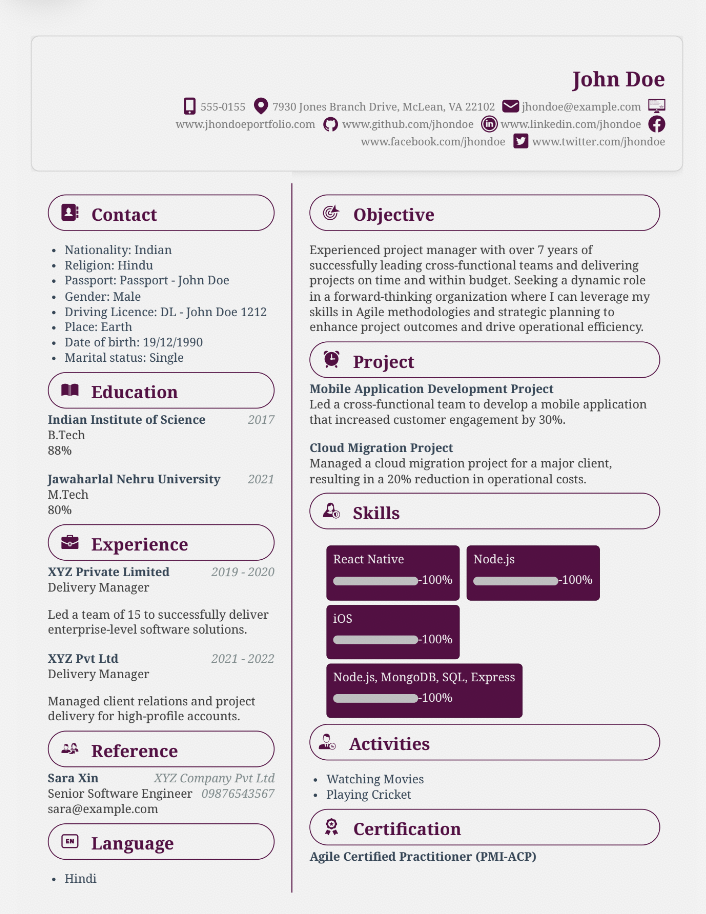 John Doe
555-0155 7930 Jones Branch Drive, McLean, VA 22102 jhondoe@example.com
www.jhondoeportfolio.com www.github.com/jhondoe www.linkedin.com/jhondoe
www.facebook.com/jhondoe www.twitter.com/jhondoe
Contact
Nationality: Indian
Religion: Hindu
Passport: Passport - John Doe
Gender: Male
Driving Licence: DL - John Doe 1212
Place: Earth
Date of birth: 19/12/1990
Marital status: Single
Education
Indian Institute of Science 2017
B.Tech
88%
Jawaharlal Nehru University 2021
M.Tech
80%
Experience
XYZ Private Limited 2019 - 2020
Delivery Manager
Led a team of 15 to successfully deliver
enterprise-level software solutions.
XYZ Pvt Ltd 2021 - 2022
Delivery Manager
Managed client relations and project
delivery for high-profile accounts.
Reference
Sara Xin XYZ Company Pvt Ltd
Senior Software Engineer 09876543567
sara@example.com
EN
Language
Hindi
Objective
Experienced project manager with over 7 years of
successfully leading cross-functional teams and delivering
projects on time and within budget. Seeking a dynamic role
in a forward-thinking organization where I can leverage my
skills in Agile methodologies and strategic planning to
enhance project outcomes and drive operational efficiency.
Project
Mobile Application Development Project
Led a cross-functional team to develop a mobile application
that increased customer engagement by 30%.
Cloud Migration Project
Managed a cloud migration project for a major client,
resulting in a 20% reduction in operational costs.
Skills
React Native
-100%
Node.js
-100%
iOS
-100%
Node.js, MongoDB, SQL, Express
-100%
Activities
Watching Movies
Playing Cricket
Certification
Agile Certified Practitioner (PMI-ACP)